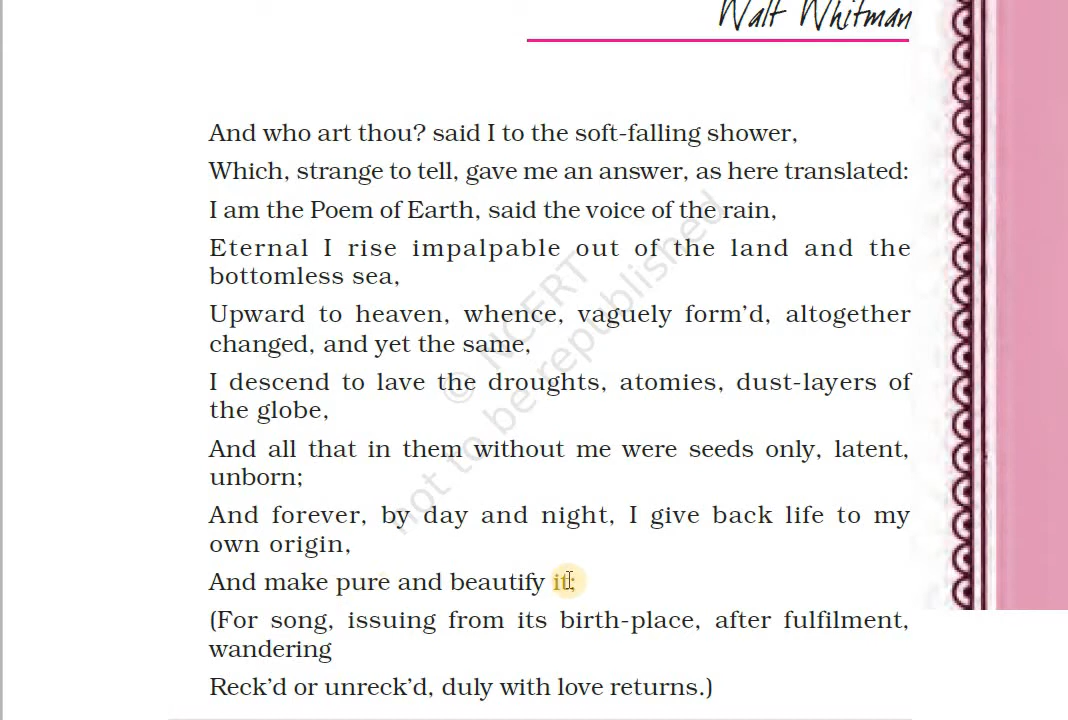 Walt Whitman
And who art thou? said I to the soft-falling shower,
Which, strange to tell, gave me an answer, as here translated:
I am the Poem of Earth, said the voice of the rain,
Eternal I rise impalpable out of the land and the
bottomless sea,
Upward to heaven, whence, vaguely form'd, altogether
changed, and yet the same,
I descend to lave the droughts, atomies, dust-layers of
the globe,
And all that in them without me were seeds only, latent,
unborn;
And forever, by day and night, I give back life to my
own origin,
And make pure and beautify it;
(For song, issuing from its birth-place, after fulfilment,
wandering
Reck'd or unreck'd, duly with love returns.)
© NCERT
not to be republished